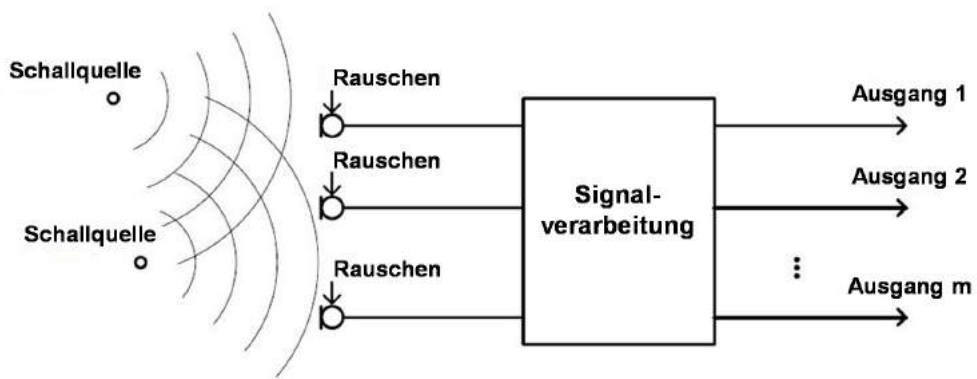 Schallquelle
Rauschen
Ausgang 1
Rauschen
Ausgang 2
Signal-
verarbeitung
Schallquelle
Rauschen
Ausgang m